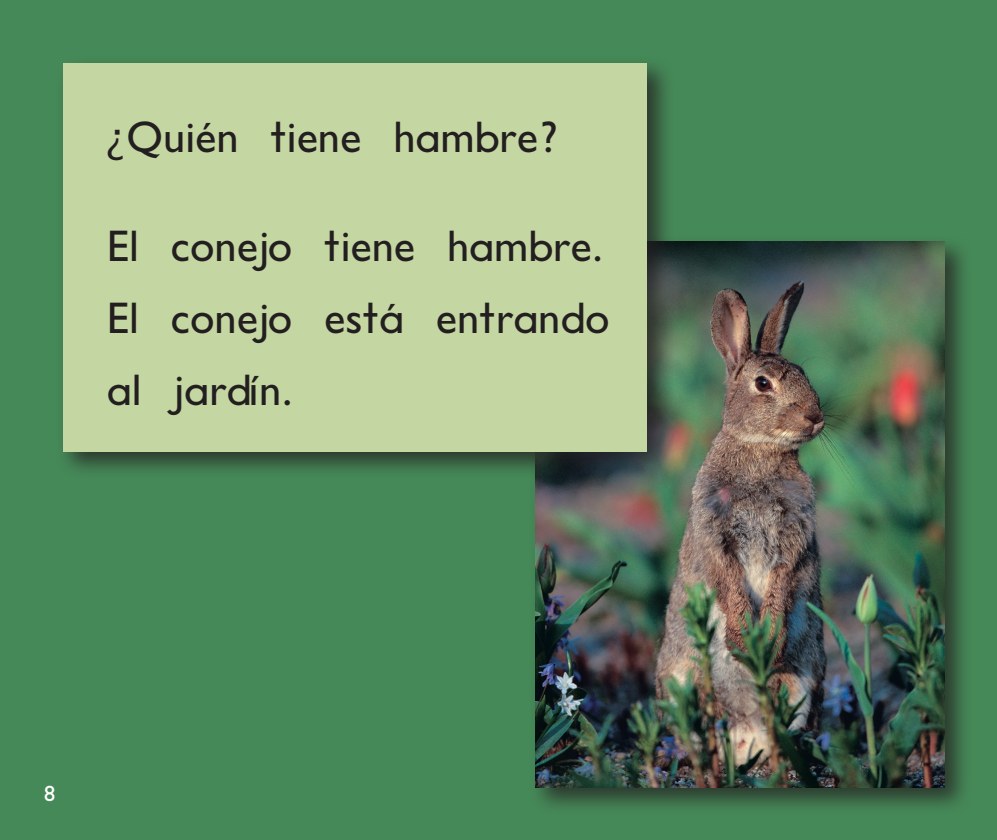 ¿Quién tiene hambre?
El conejo tiene hambre.
El conejo está entrando
al jardín.
8